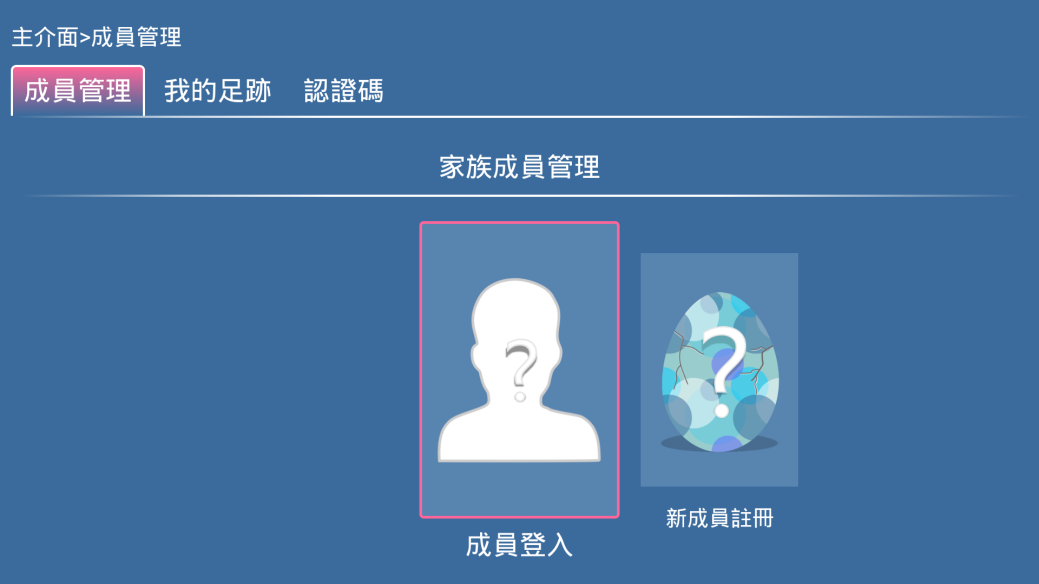 主介面>成員管理
成員管理 我的足跡 認證碼
家族成員管理
?
?
新成員註冊
成員登入